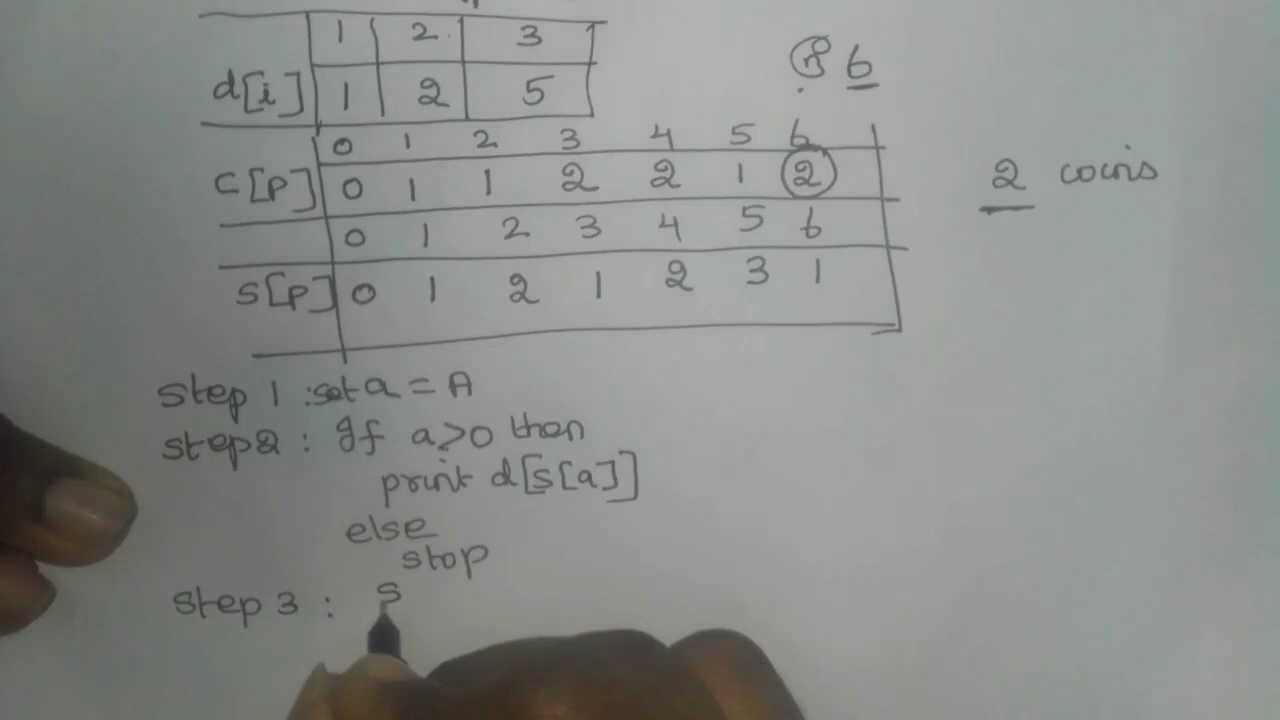 1 2 3
d[i] 1 2 5
6
0 1 2 3 4 5 6
C[p] 0 1 1 2 2 1 2
2 coins
0 1 2 3 4 5 6
S[p] 0 1 2 1 2 3 1
step 1 : set a = A
step2 : If a>0 then
print d[s[a]]
else
stop
step 3 : s